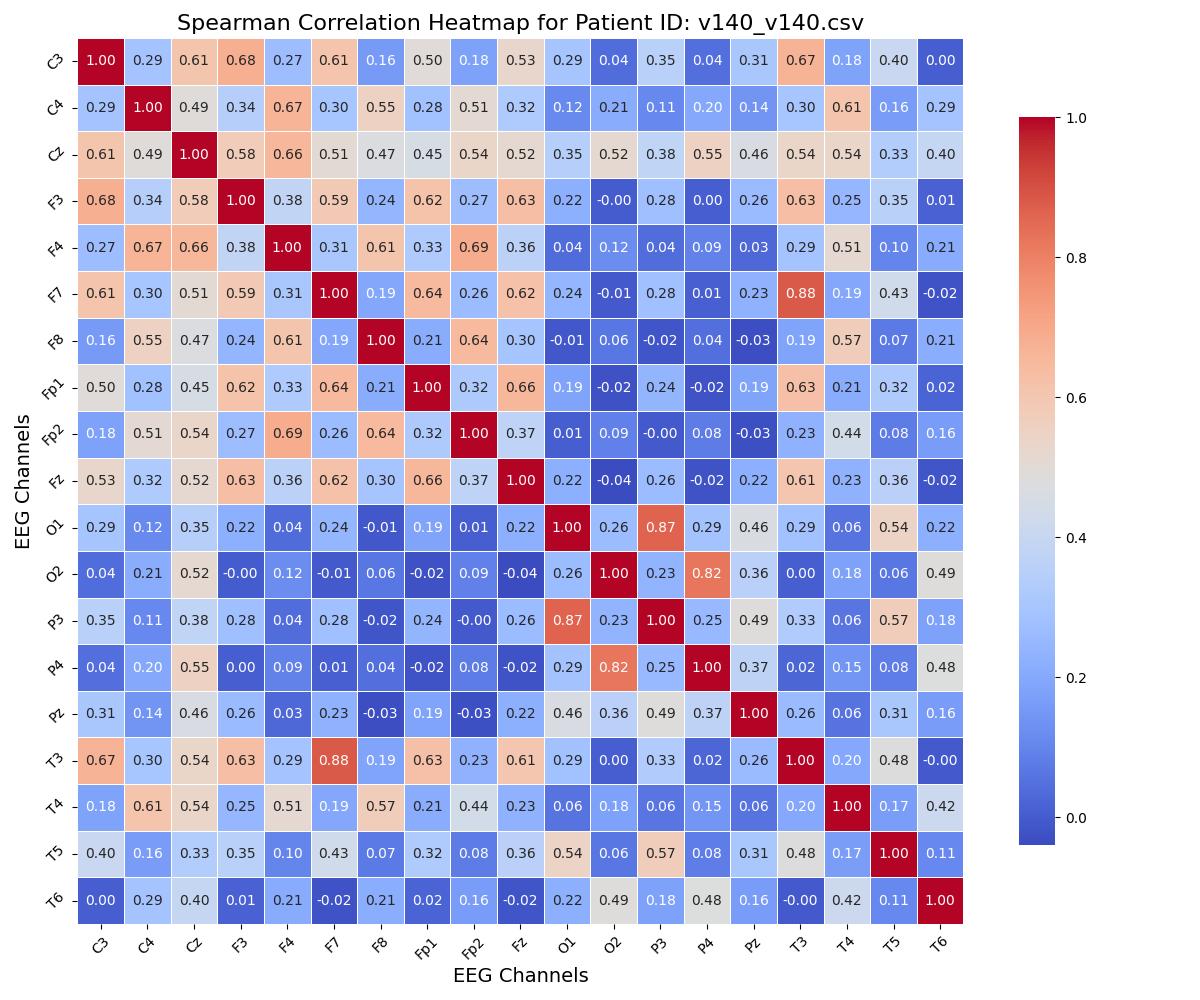 Spearman Correlation Heatmap for Patient ID: v140_v140.csv
C3 1.00 0.29 0.61 0.68 0.27 0.61 0.16 0.50 0.18 0.53 0.29 0.04 0.35 0.04 0.31 0.67 0.18 0.40 0.00
C4 0.29 1.00 0.49 0.34 0.67 0.30 0.55 0.28 0.51 0.32 0.12 0.21 0.11 0.20 0.14 0.30 0.61 0.16 0.29
Cz 0.61 0.49 1.00 0.58 0.66 0.51 0.47 0.45 0.54 0.52 0.35 0.52 0.38 0.55 0.46 0.54 0.54 0.33 0.40
F3 0.68 0.34 0.58 1.00 0.38 0.59 0.24 0.62 0.27 0.63 0.22 -0.00 0.28 0.00 0.26 0.63 0.25 0.35 0.01
F4 0.27 0.67 0.66 0.38 1.00 0.31 0.61 0.33 0.69 0.36 0.04 0.12 0.04 0.09 0.03 0.29 0.51 0.10 0.21
F7 0.61 0.30 0.51 0.59 0.31 1.00 0.19 0.64 0.26 0.62 0.24 -0.01 0.28 0.01 0.23 0.88 0.19 0.43 -0.02
F8 0.16 0.55 0.47 0.24 0.61 0.19 1.00 0.21 0.64 0.30 -0.01 0.06 -0.02 0.04 -0.03 0.19 0.57 0.07 0.21
Fp1 0.50 0.28 0.45 0.62 0.33 0.64 0.21 1.00 0.32 0.66 0.19 -0.02 0.24 -0.02 0.19 0.63 0.21 0.32 0.02
Fp2 0.18 0.51 0.54 0.27 0.69 0.26 0.64 0.32 1.00 0.37 0.01 0.09 -0.00 0.08 -0.03 0.23 0.44 0.08 0.16
Fz 0.53 0.32 0.52 0.63 0.36 0.62 0.30 0.66 0.37 1.00 0.22 -0.04 0.26 -0.02 0.22 0.61 0.23 0.36 -0.02
O1 0.29 0.12 0.35 0.22 0.04 0.24 -0.01 0.19 0.01 0.22 1.00 0.26 0.87 0.29 0.46 0.29 0.06 0.54 0.22
O2 0.04 0.21 0.52 -0.00 0.12 -0.01 0.06 -0.02 0.09 -0.04 0.26 1.00 0.23 0.82 0.36 0.00 0.18 0.06 0.49
P3 0.35 0.11 0.38 0.28 0.04 0.28 -0.02 0.24 -0.00 0.26 0.87 0.23 1.00 0.25 0.49 0.33 0.06 0.57 0.18
P4 0.04 0.20 0.55 0.00 0.09 0.01 0.04 -0.02 0.08 -0.02 0.29 0.82 0.25 1.00 0.37 0.02 0.15 0.08 0.48
Pz 0.31 0.14 0.46 0.26 0.03 0.23 -0.03 0.19 -0.03 0.22 0.46 0.36 0.49 0.37 1.00 0.26 0.06 0.31 0.16
T3 0.67 0.30 0.54 0.63 0.29 0.88 0.19 0.63 0.23 0.61 0.29 0.00 0.33 0.02 0.26 1.00 0.20 0.48 -0.00
T4 0.18 0.61 0.54 0.25 0.51 0.19 0.57 0.21 0.44 0.23 0.06 0.18 0.06 0.15 0.06 0.20 1.00 0.17 0.42
T5 0.40 0.16 0.33 0.35 0.10 0.43 0.07 0.32 0.08 0.36 0.54 0.06 0.57 0.08 0.31 0.48 0.17 1.00 0.11
T6 0.00 0.29 0.40 0.01 0.21 -0.02 0.21 0.02 0.16 -0.02 0.22 0.49 0.18 0.48 0.16 -0.00 0.42 0.11 1.00
C3 C4 Cz F3 F4 F7 F8 Fp1 Fp2 Fz O1 O2 P3 P4 Pz T3 T4 T5 T6
EEG Channels
EEG Channels
1.0
0.8
0.6
0.4
0.2
0.0